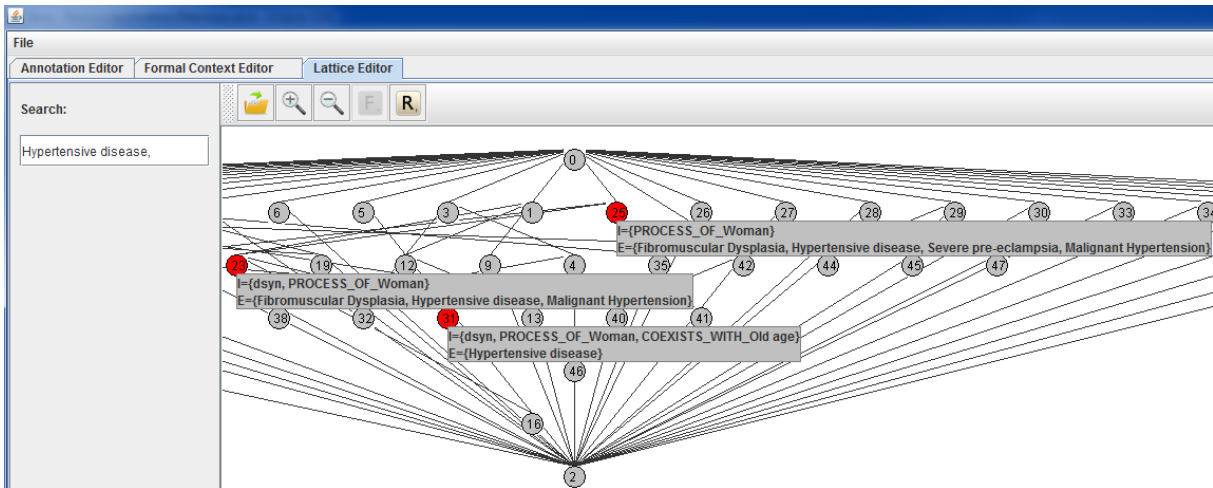 File
Annotation Editor Formal Context Editor Lattice Editor
Search:
F R
Hypertensive disease,
0
6 5 3 1 25 26 27 28 29 30 33 34
I={PROCESS_OF_Woman}
E={Fibromuscular Dysplasia, Hypertensive disease, Severe pre-eclampsia, Malignant Hypertension}
23 19 12 9 4 35 42 44 45 47
I={dsyn, PROCESS_OF_Woman}
E={Fibromuscular Dysplasia, Hypertensive disease, Malignant Hypertension}
38 32 31 13 40 41
I={dsyn, PROCESS_OF_Woman, COEXISTS_WITH_Old age}
E={Hypertensive disease}
46
16
2